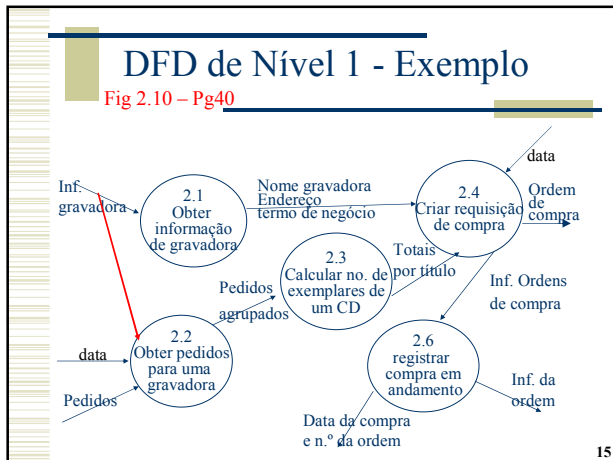 DFD de Nível 1 - Exemplo
Fig 2.10 – Pg40
data
Inf.
gravadora
2.1
Obter
informação
de gravadora
Nome gravadora
Endereço
termo de negócio
2.4
Criar requisição
de compra
Ordem
de
compra
2.3
Calcular no. de
exemplares de
um CD
Totais
por título
Pedidos
agrupados
Inf. Ordens
de compra
2.2
Obter pedidos
para uma
gravadora
data
Pedidos
2.6
registrar
compra em
andamento
Inf. da
ordem
Data da compra
e n.º da ordem
15